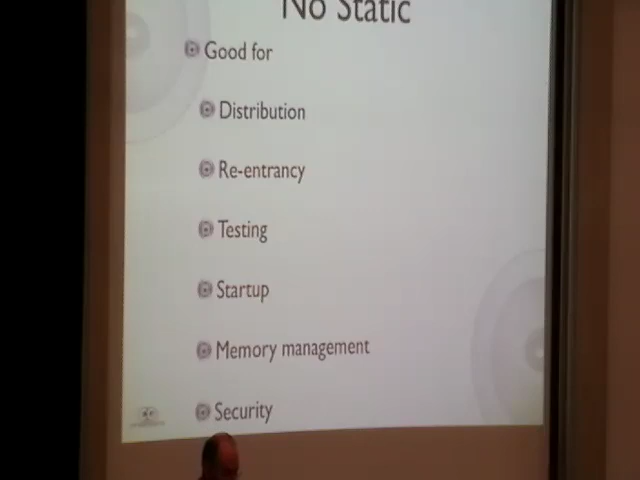 No Static
Good for
Distribution
Re-entrancy
Testing
Startup
Memory management
Security